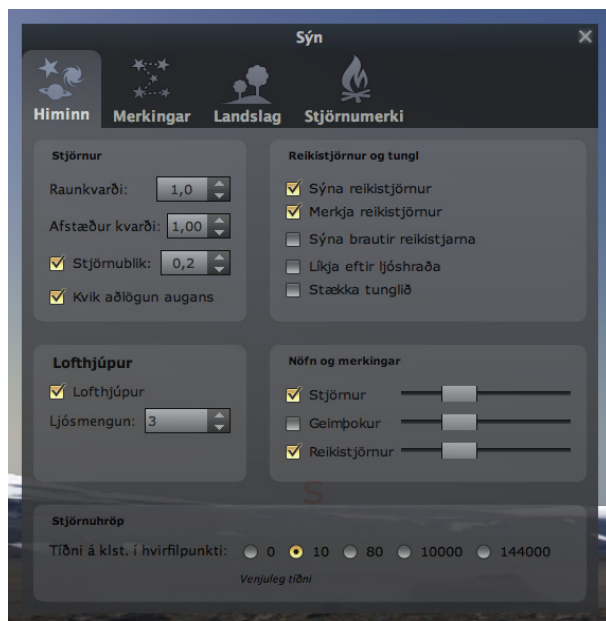 Sýn
Himinn Merkingar Landslag Stjörnumerki
Stjörnur
Raunkvarði: 1,0
Afstæður kvarði: 1,00
Stjörnublik: 0,2
Kvik aðlögun augans
Reikistjörnur og tungl
Sýna reikistjörnur
Merkja reikistjörnur
Sýna brautir reikistjarna
Líkja eftir ljóshraða
Stækka tunglið
Lofthjúpur
Lofthjúpur
Ljósmengun: 3
Nöfn og merkingar
Stjörnur
Geimþokur
Reikistjörnur
S
Stjörnuhröp
Tíðni á klst. í hvirfilpunkti: 0 10 80 10000 144000
Venjuleg tíðni